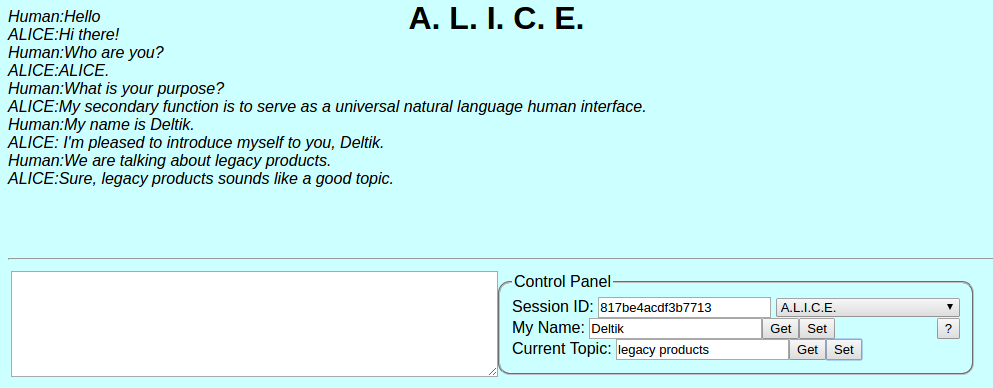 A. L. I. C. E.
Human:Hello
ALICE:Hi there!
Human:Who are you?
ALICE:ALICE.
Human:What is your purpose?
ALICE:My secondary function is to serve as a universal natural language human interface.
Human:My name is Deltik.
ALICE: I'm pleased to introduce myself to you, Deltik.
Human:We are talking about legacy products.
ALICE:Sure, legacy products sounds like a good topic.
Control Panel
Session ID: 817be4acdf3b7713 A.L.I.C.E.
My Name: Deltik Get Set ?
Current Topic: legacy products Get Set